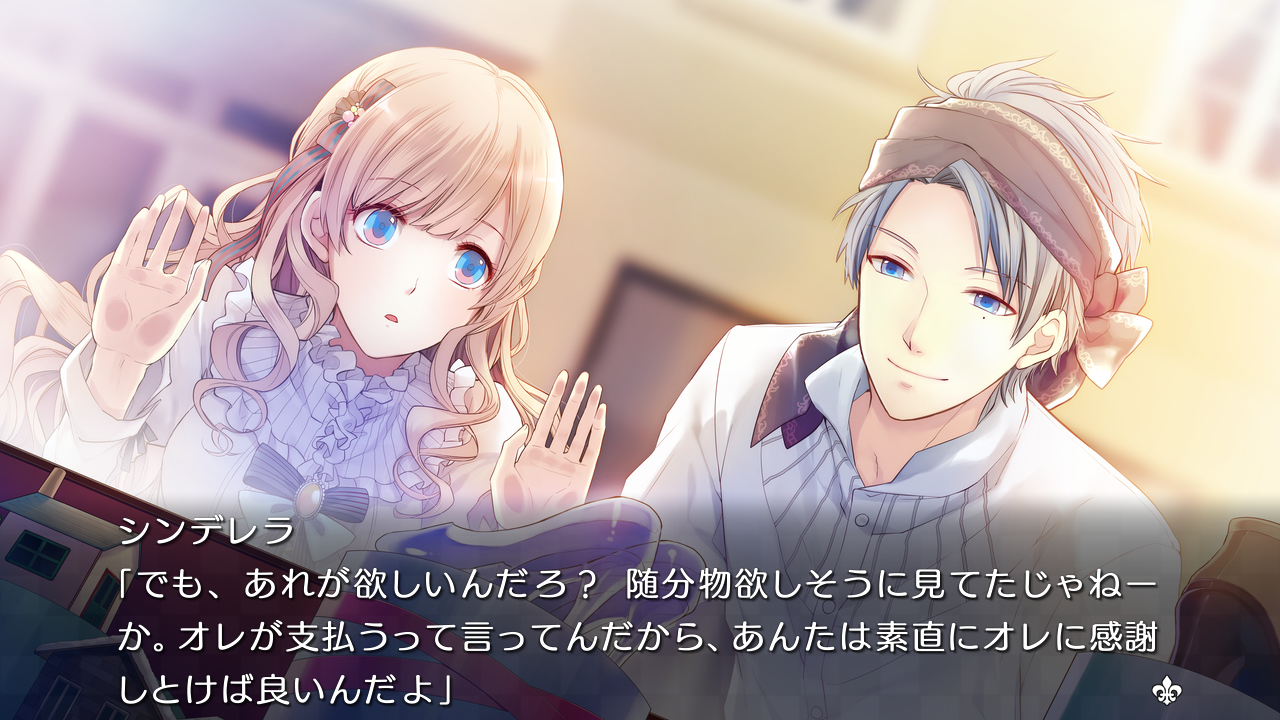 シンデレラ
「でも、あれが欲しいんだろ？ 随分物欲しそうに見てたじゃねー
か。オレが支払うって言ってんだから、あんたは素直にオレに感謝
しとけば良いんだよ」